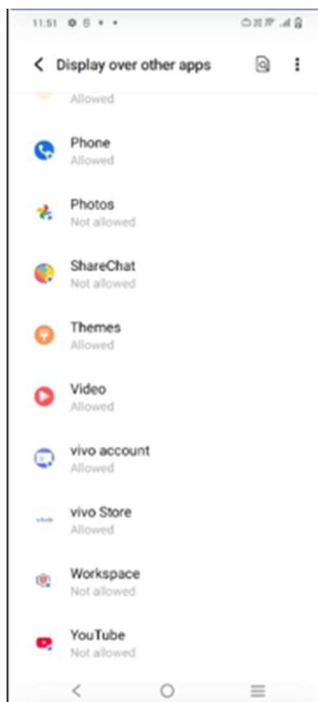 11:51
Display over other apps
Allowed
Phone
Allowed
Photos
Not allowed
ShareChat
Not allowed
Themes
Allowed
Video
Allowed
vivo account
Allowed
vivo
vivo Store
Allowed
Workspace
Not allowed
YouTube
Not allowed